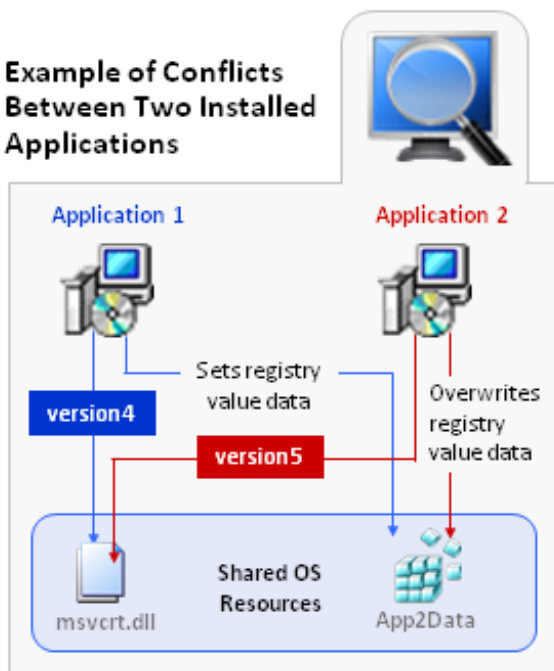 Example of Conflicts
Between Two Installed
Applications
Application 1
Application 2
Sets registry
value data
version4
Overwrites
registry
value data
version5
Shared OS
Resources
msvcrt.dll
App2Data